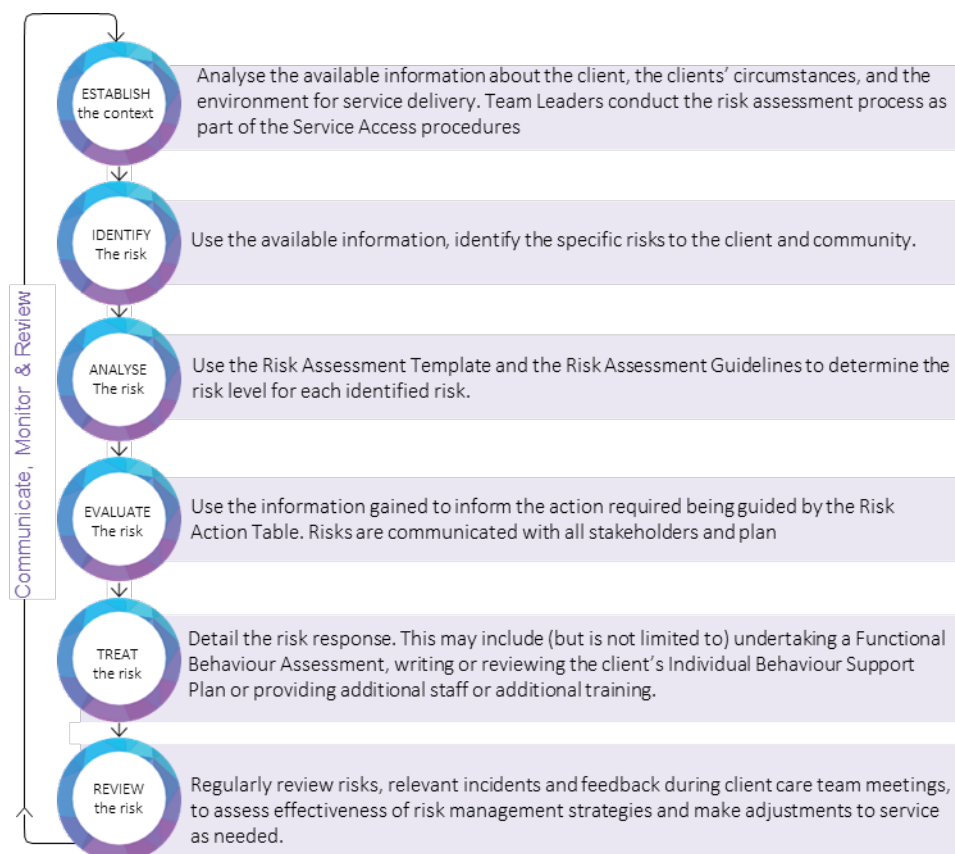 ESTABLISH
the context
Analyse the available information about the client, the clients’ circumstances, and the
environment for service delivery. Team Leaders conduct the risk assessment process as
part of the Service Access procedures
IDENTIFY
The risk
Use the available information, identify the specific risks to the client and community.
ANALYSE
The risk
Use the Risk Assessment Template and the Risk Assessment Guidelines to determine the
risk level for each identified risk.
EVALUATE
The risk
Use the information gained to inform the action required being guided by the Risk
Action Table. Risks are communicated with all stakeholders and plan
TREAT
the risk
Detail the risk response. This may include (but is not limited to) undertaking a Functional
Behaviour Assessment, writing or reviewing the client’s Individual Behaviour Support
Plan or providing additional staff or additional training.
REVIEW
the risk
Regularly review risks, relevant incidents and feedback during client care team meetings,
to assess effectiveness of risk management strategies and make adjustments to service
as needed.
Communicate, Monitor & Review